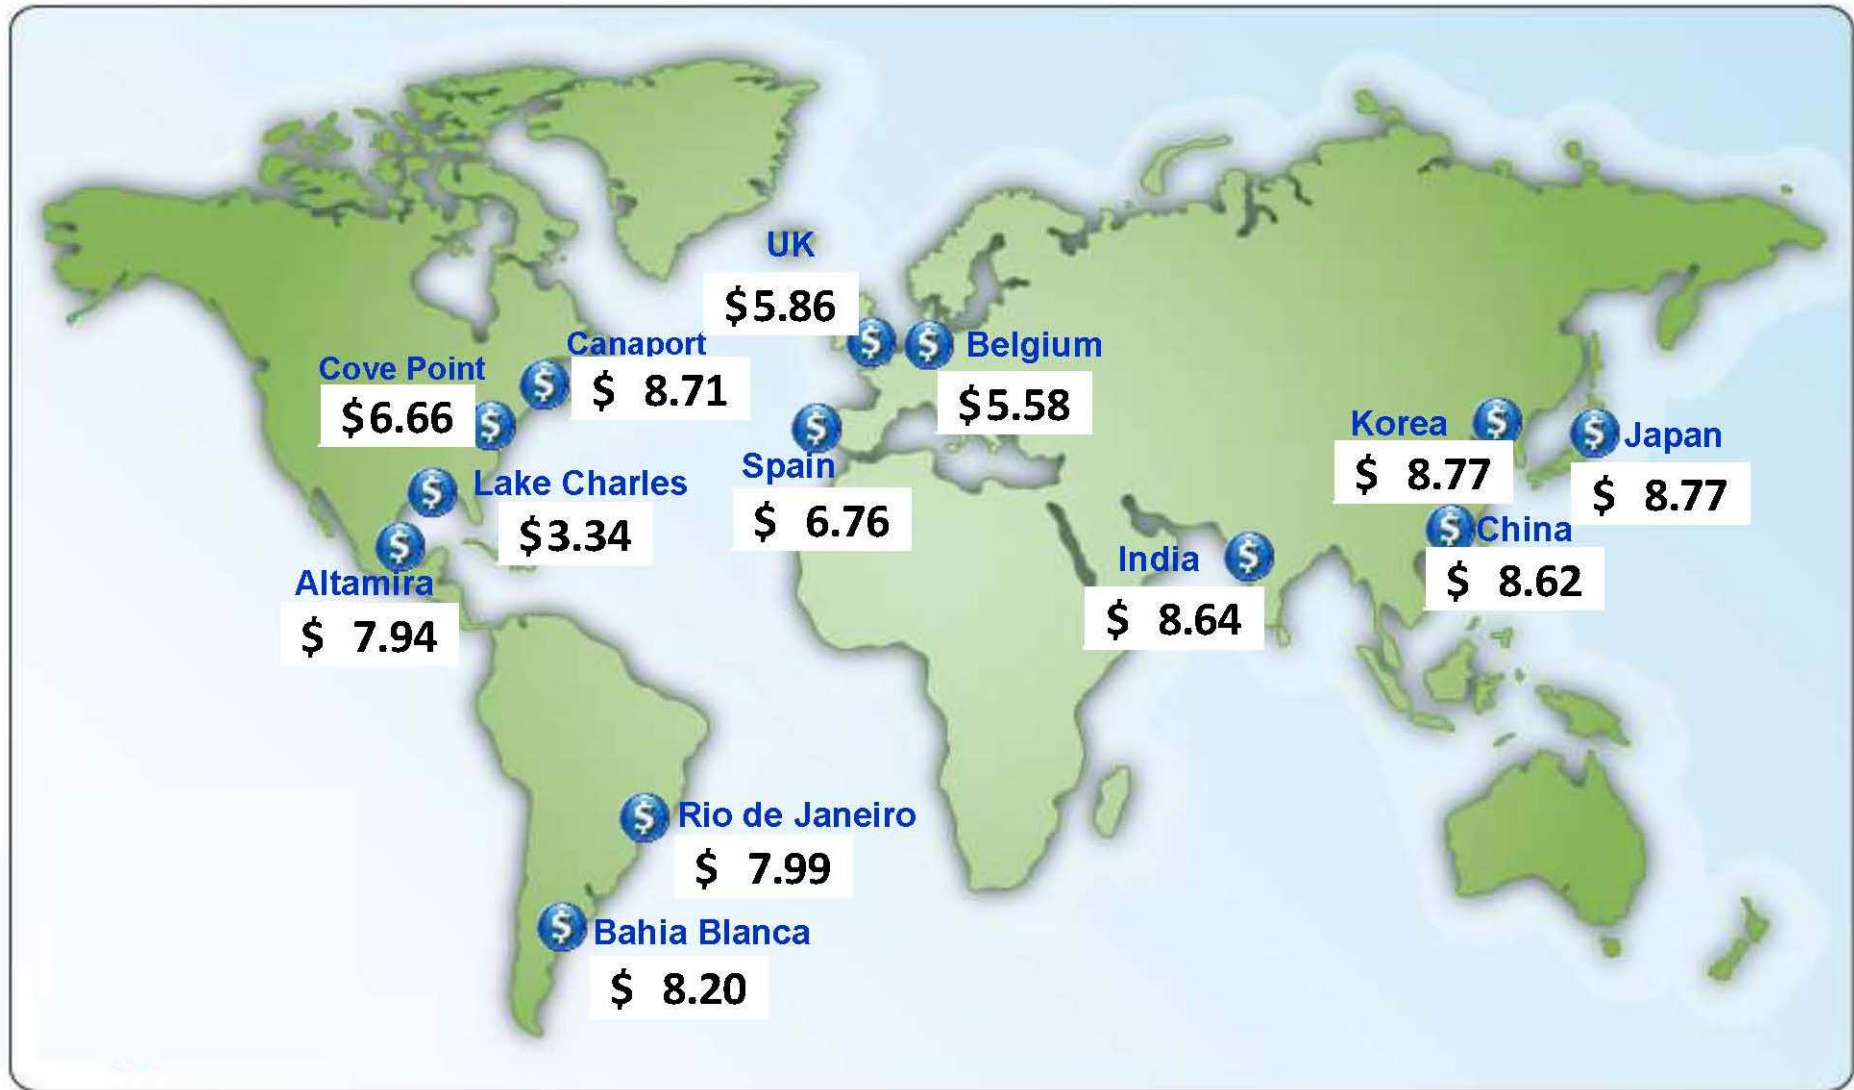 UK
$5.86
Canaport
$ 8.71
Cove Point
$6.66
Belgium
$5.58
Korea
$ 8.77
Japan
$ 8.77
Lake Charles
$3.34
Spain
$ 6.76
China
$ 8.62
India
$ 8.64
Altamira
$ 7.94
Rio de Janeiro
$ 7.99
Bahia Blanca
$ 8.20